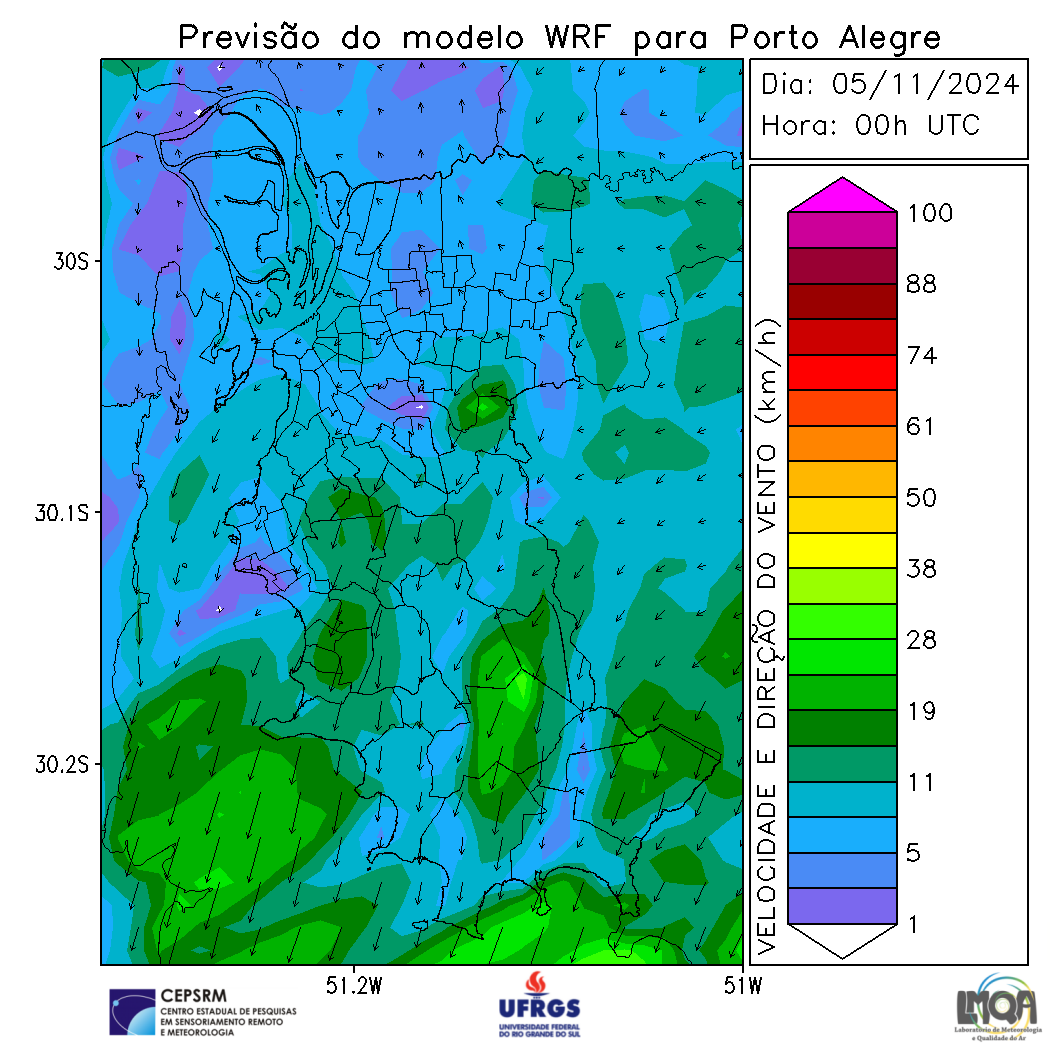 Previsão do modelo WRF para Porto Alegre
Dia: 05/11/2024
Hora: 00h UTC
30S
30.1S
30.2S
51.2W
51W
VELOCIDADE E DIREÇÃO DO VENTO (km/h)
100
88
74
61
50
38
28
19
11
5
1
CEPSRM
CENTRO ESTADUAL DE PESQUISAS
EM SENSORIAMENTO REMOTO
E METEOROLOGIA
UFRGS
UNIVERSIDADE FEDERAL
DO RIO GRANDE DO SUL
LMQA
Laboratório de Meteorologia
e Qualidade do Ar